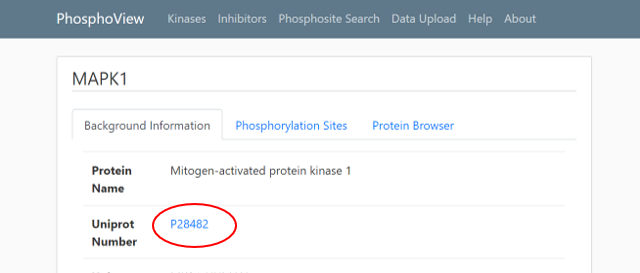 PhosphoView Kinases Inhibitors Phosphosite Search Data Upload Help About
MAPK1
Background Information Phosphorylation Sites Protein Browser
Protein Name Mitogen-activated protein kinase 1
Uniprot Number P28482